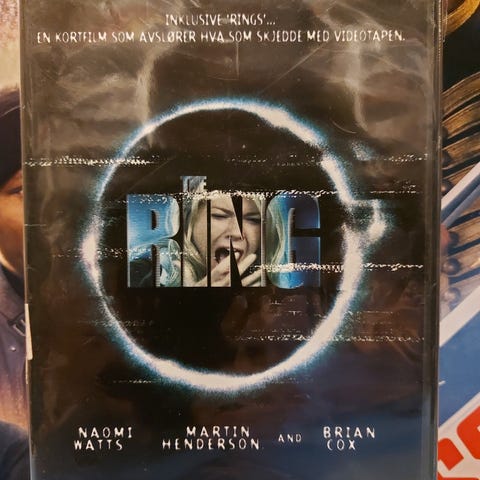 INKLUSIVE 'RINGS'...
EN KORTFILM SOM AVSLØRER HVA SOM SKJEDDE MED VIDEOTAPEN.
THE
RING
NAOMI WATTS MARTIN HENDERSON AND BRIAN COX